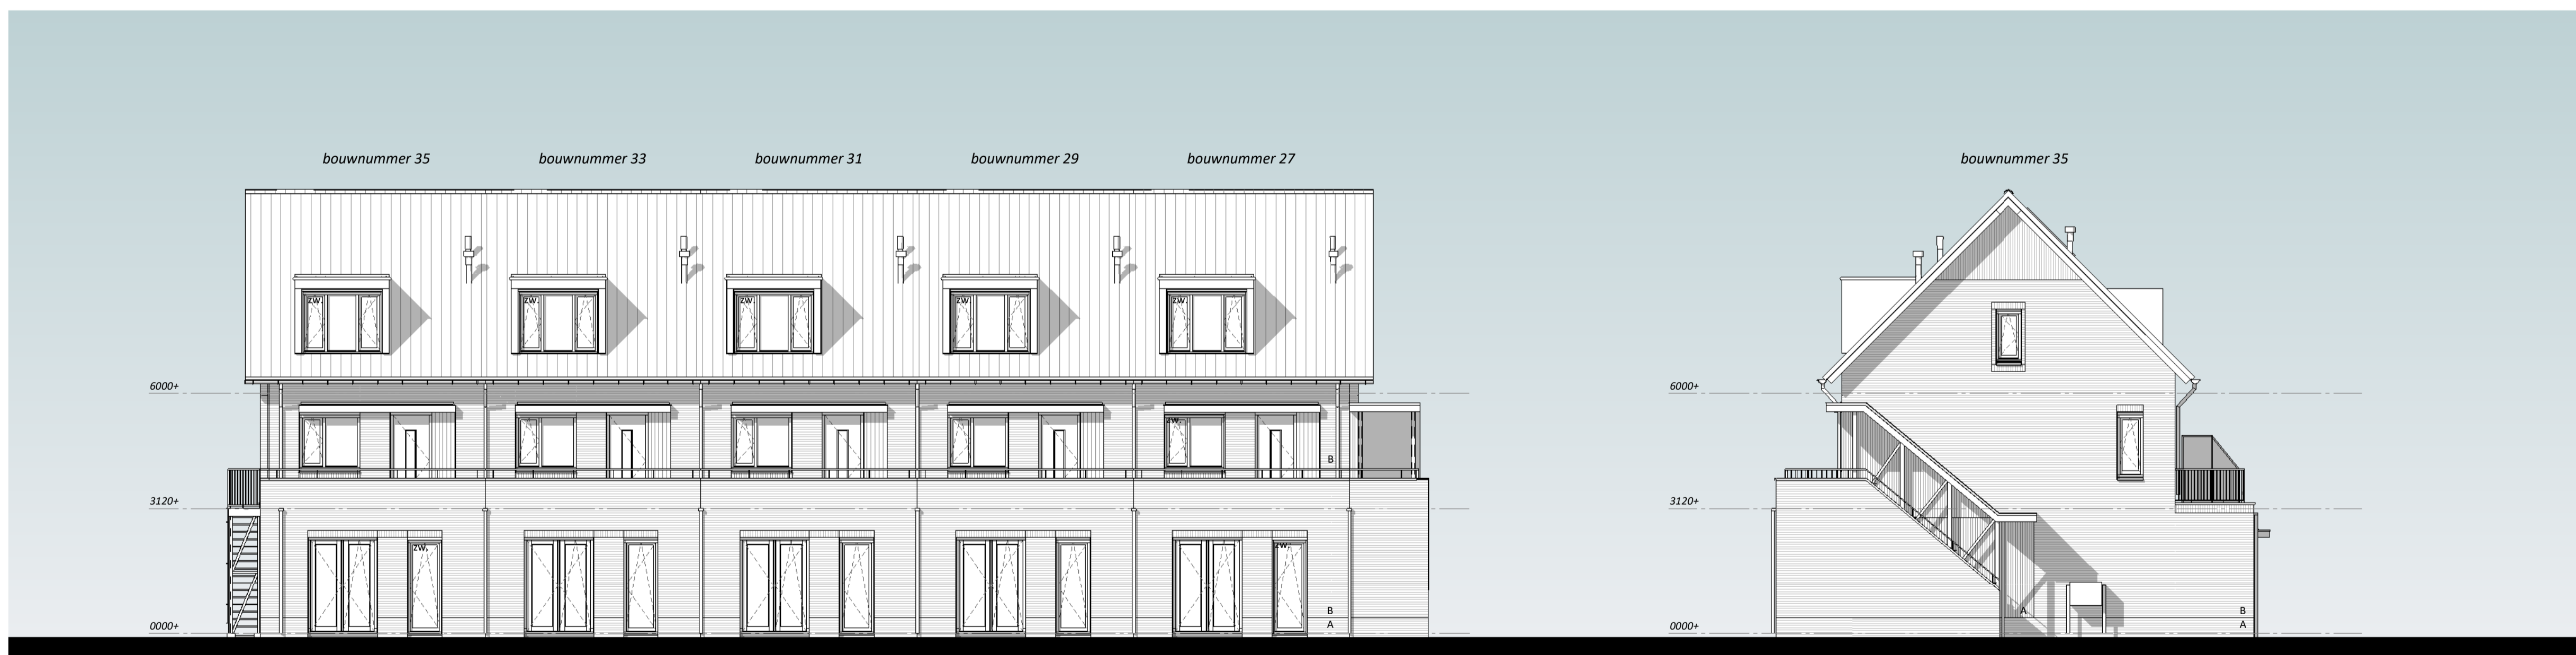 bouwnummer 35 bouwnummer 33 bouwnummer 31 bouwnummer 29 bouwnummer 27 bouwnummer 35
zw. zw. zw. zw. zw.
6000+ 6000+
zw.
B
3120+ 3120+
zw. zw.
B A B
A A
0000+ 0000+